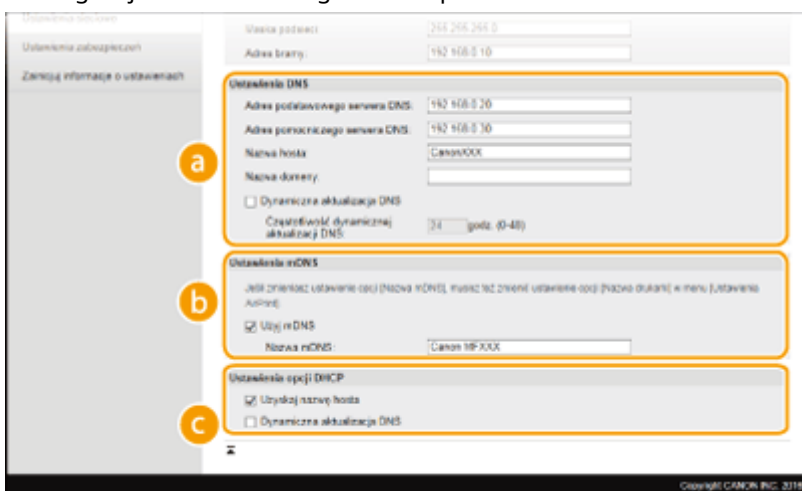 Ustawienia sieciowe
Ustawienia zabezpieczeń
Zainicjuj informacje o ustawieniach
Maska podsieci:
255.255.255.0
Adres bramy:
192.168.0.10
Ustawienia DNS
Adres podstawowego serwera DNS:
192.168.0.20
Adres pomocniczego serwera DNS:
192.168.0.30
Nazwa hosta:
CanonXXX
Nazwa domeny:
Dynamiczna aktualizacja DNS
Częstotliwość dynamicznej
aktualizacji DNS:
24
godz. (0-48)
a
Ustawienia mDNS
Jeśli zmieniasz ustawienie opcji [Nazwa mDNS], musisz też zmienić ustawienie opcji [Nazwa drukarki] w menu [Ustawienia
AirPrint].
Użyj mDNS
Nazwa mDNS:
Canon MFXXX
b
Ustawienia opcji DHCP
Uzyskaj nazwę hosta
Dynamiczna aktualizacja DNS
c
Copyright CANON INC. 2016